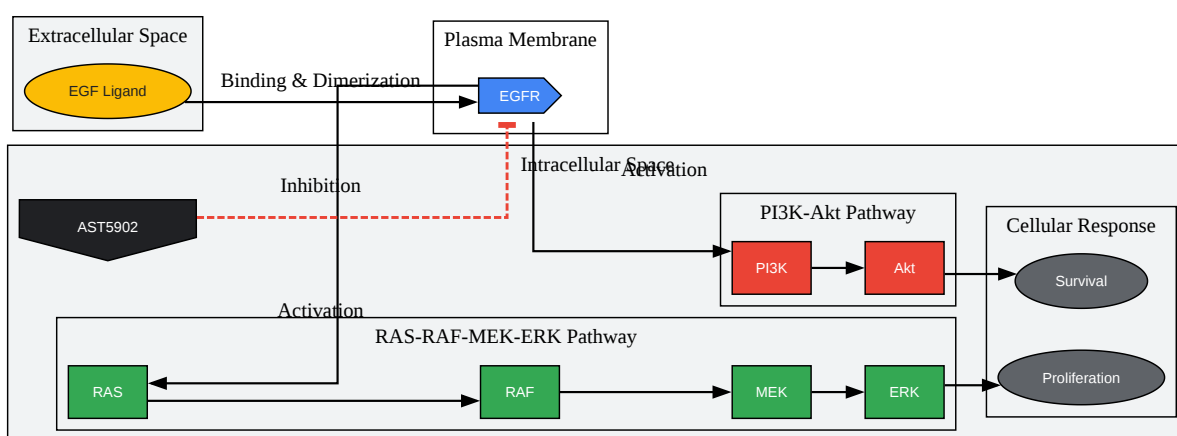 Extracellular Space
EGF Ligand
Binding & Dimerization
Plasma Membrane
EGFR
Intracellular Space
Activation
Inhibition
AST5902
PI3K-Akt Pathway
PI3K
Akt
Cellular Response
Survival
Proliferation
Activation
RAS-RAF-MEK-ERK Pathway
RAS
RAF
MEK
ERK